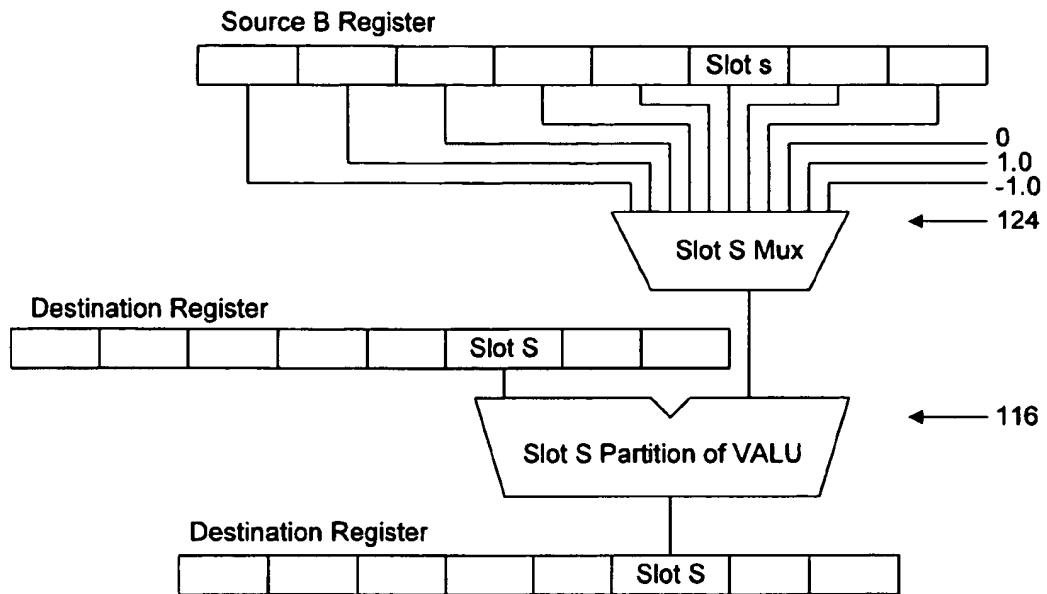 Source B Register
Slot s
0
1.0
-1.0
124
Slot S Mux
Destination Register
Slot S
116
Slot S Partition of VALU
Destination Register
Slot S